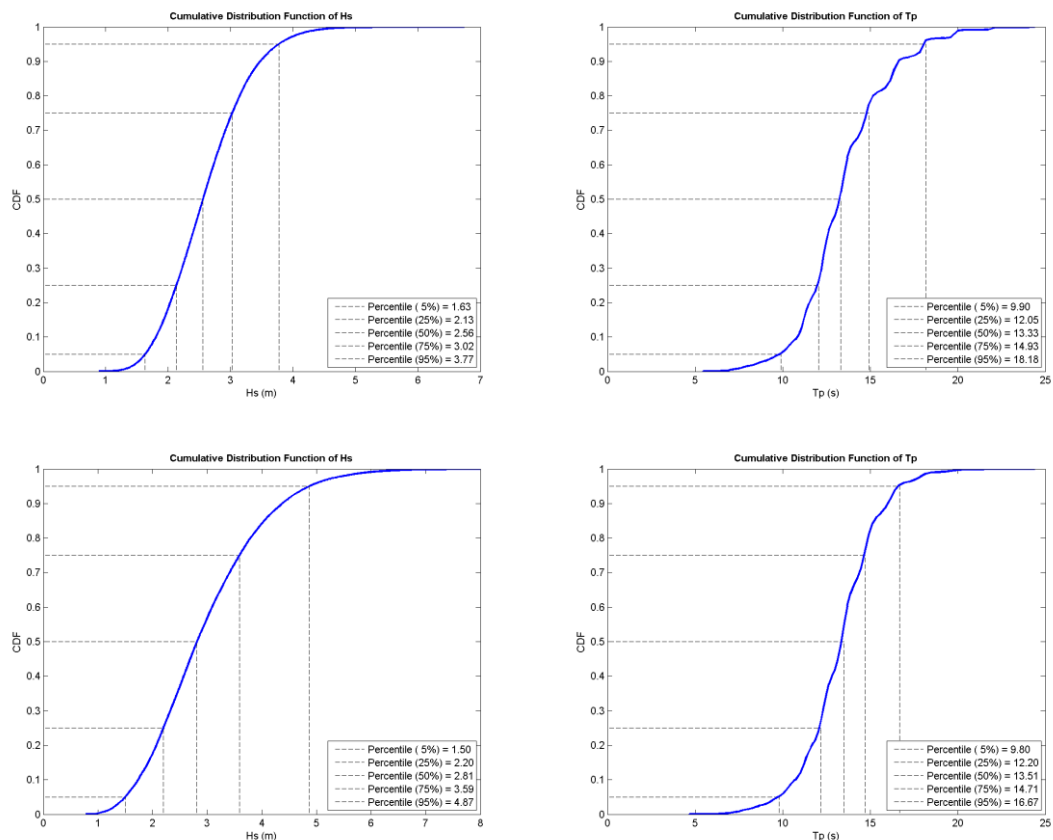 Cumulative Distribution Function of Hs
1
0.9
0.8
0.7
0.6
0.5
0.4
0.3
0.2
0.1
0
CDF
0 1 2 3 4 5 6 7
Hs (m)
Percentile ( 5%) = 1.63
Percentile (25%) = 2.13
Percentile (50%) = 2.56
Percentile (75%) = 3.02
Percentile (95%) = 3.77
Cumulative Distribution Function of Tp
1
0.9
0.8
0.7
0.6
0.5
0.4
0.3
0.2
0.1
0
CDF
0 5 10 15 20 25
Tp (s)
Percentile ( 5%) = 9.90
Percentile (25%) = 12.05
Percentile (50%) = 13.33
Percentile (75%) = 14.93
Percentile (95%) = 18.18
Cumulative Distribution Function of Hs
1
0.9
0.8
0.7
0.6
0.5
0.4
0.3
0.2
0.1
0
CDF
0 1 2 3 4 5 6 7 8
Hs (m)
Percentile ( 5%) = 1.50
Percentile (25%) = 2.20
Percentile (50%) = 2.81
Percentile (75%) = 3.59
Percentile (95%) = 4.87
Cumulative Distribution Function of Tp
1
0.9
0.8
0.7
0.6
0.5
0.4
0.3
0.2
0.1
0
CDF
0 5 10 15 20 25
Tp (s)
Percentile ( 5%) = 9.80
Percentile (25%) = 12.20
Percentile (50%) = 13.51
Percentile (75%) = 14.71
Percentile (95%) = 16.67